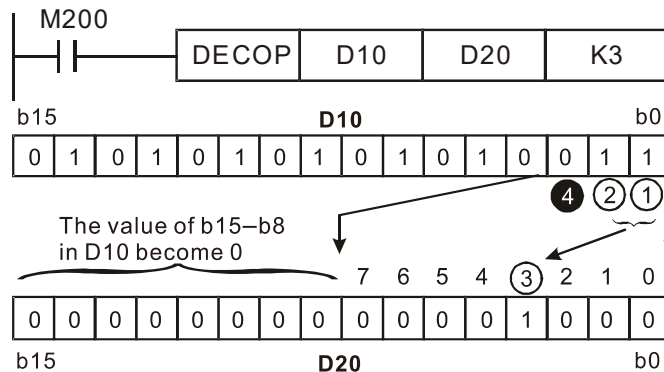 M200
DECOP D10 D20 K3
b15 D10 b0
0 1 0 1 0 1 0 1 0 1 0 1 0 0 1 1
4 2 1
The value of b15–b8
in D10 become 0
7 6 5 4 3 2 1 0
0 0 0 0 0 0 0 0 0 0 0 0 1 0 0 0
b15 D20 b0